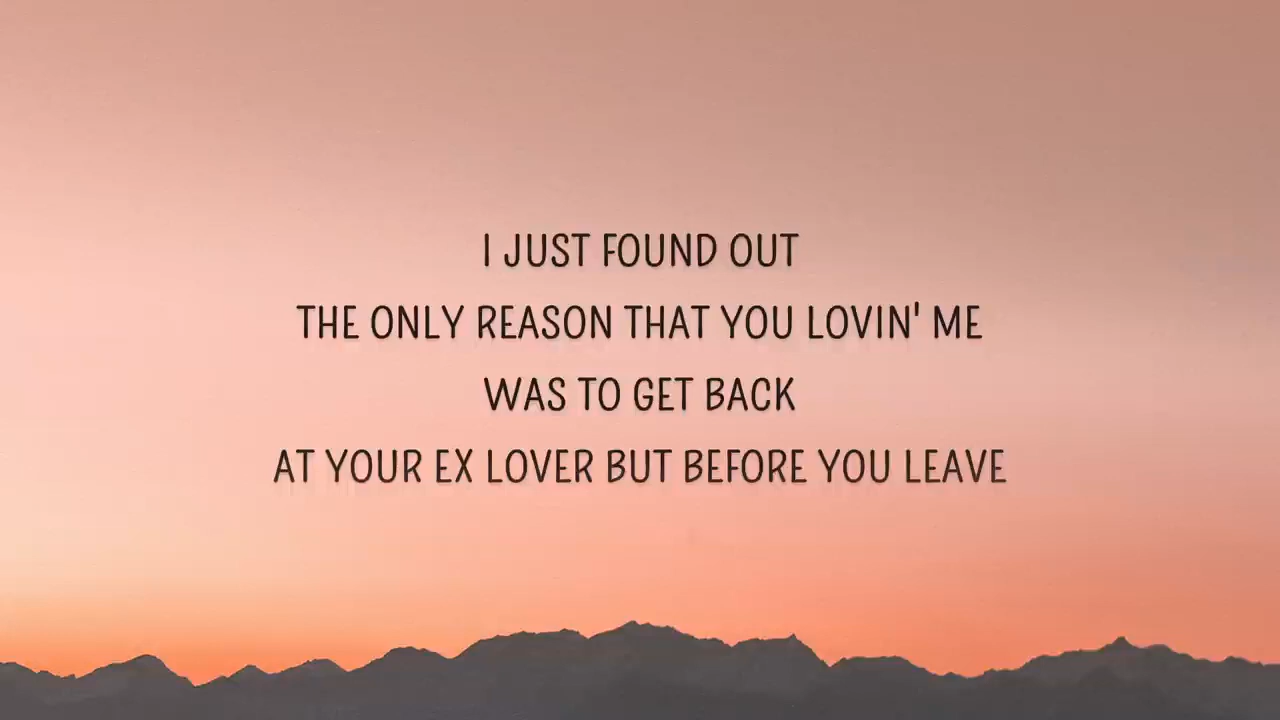 I JUST FOUND OUT
THE ONLY REASON THAT YOU LOVIN' ME
WAS TO GET BACK
AT YOUR EX LOVER BUT BEFORE YOU LEAVE